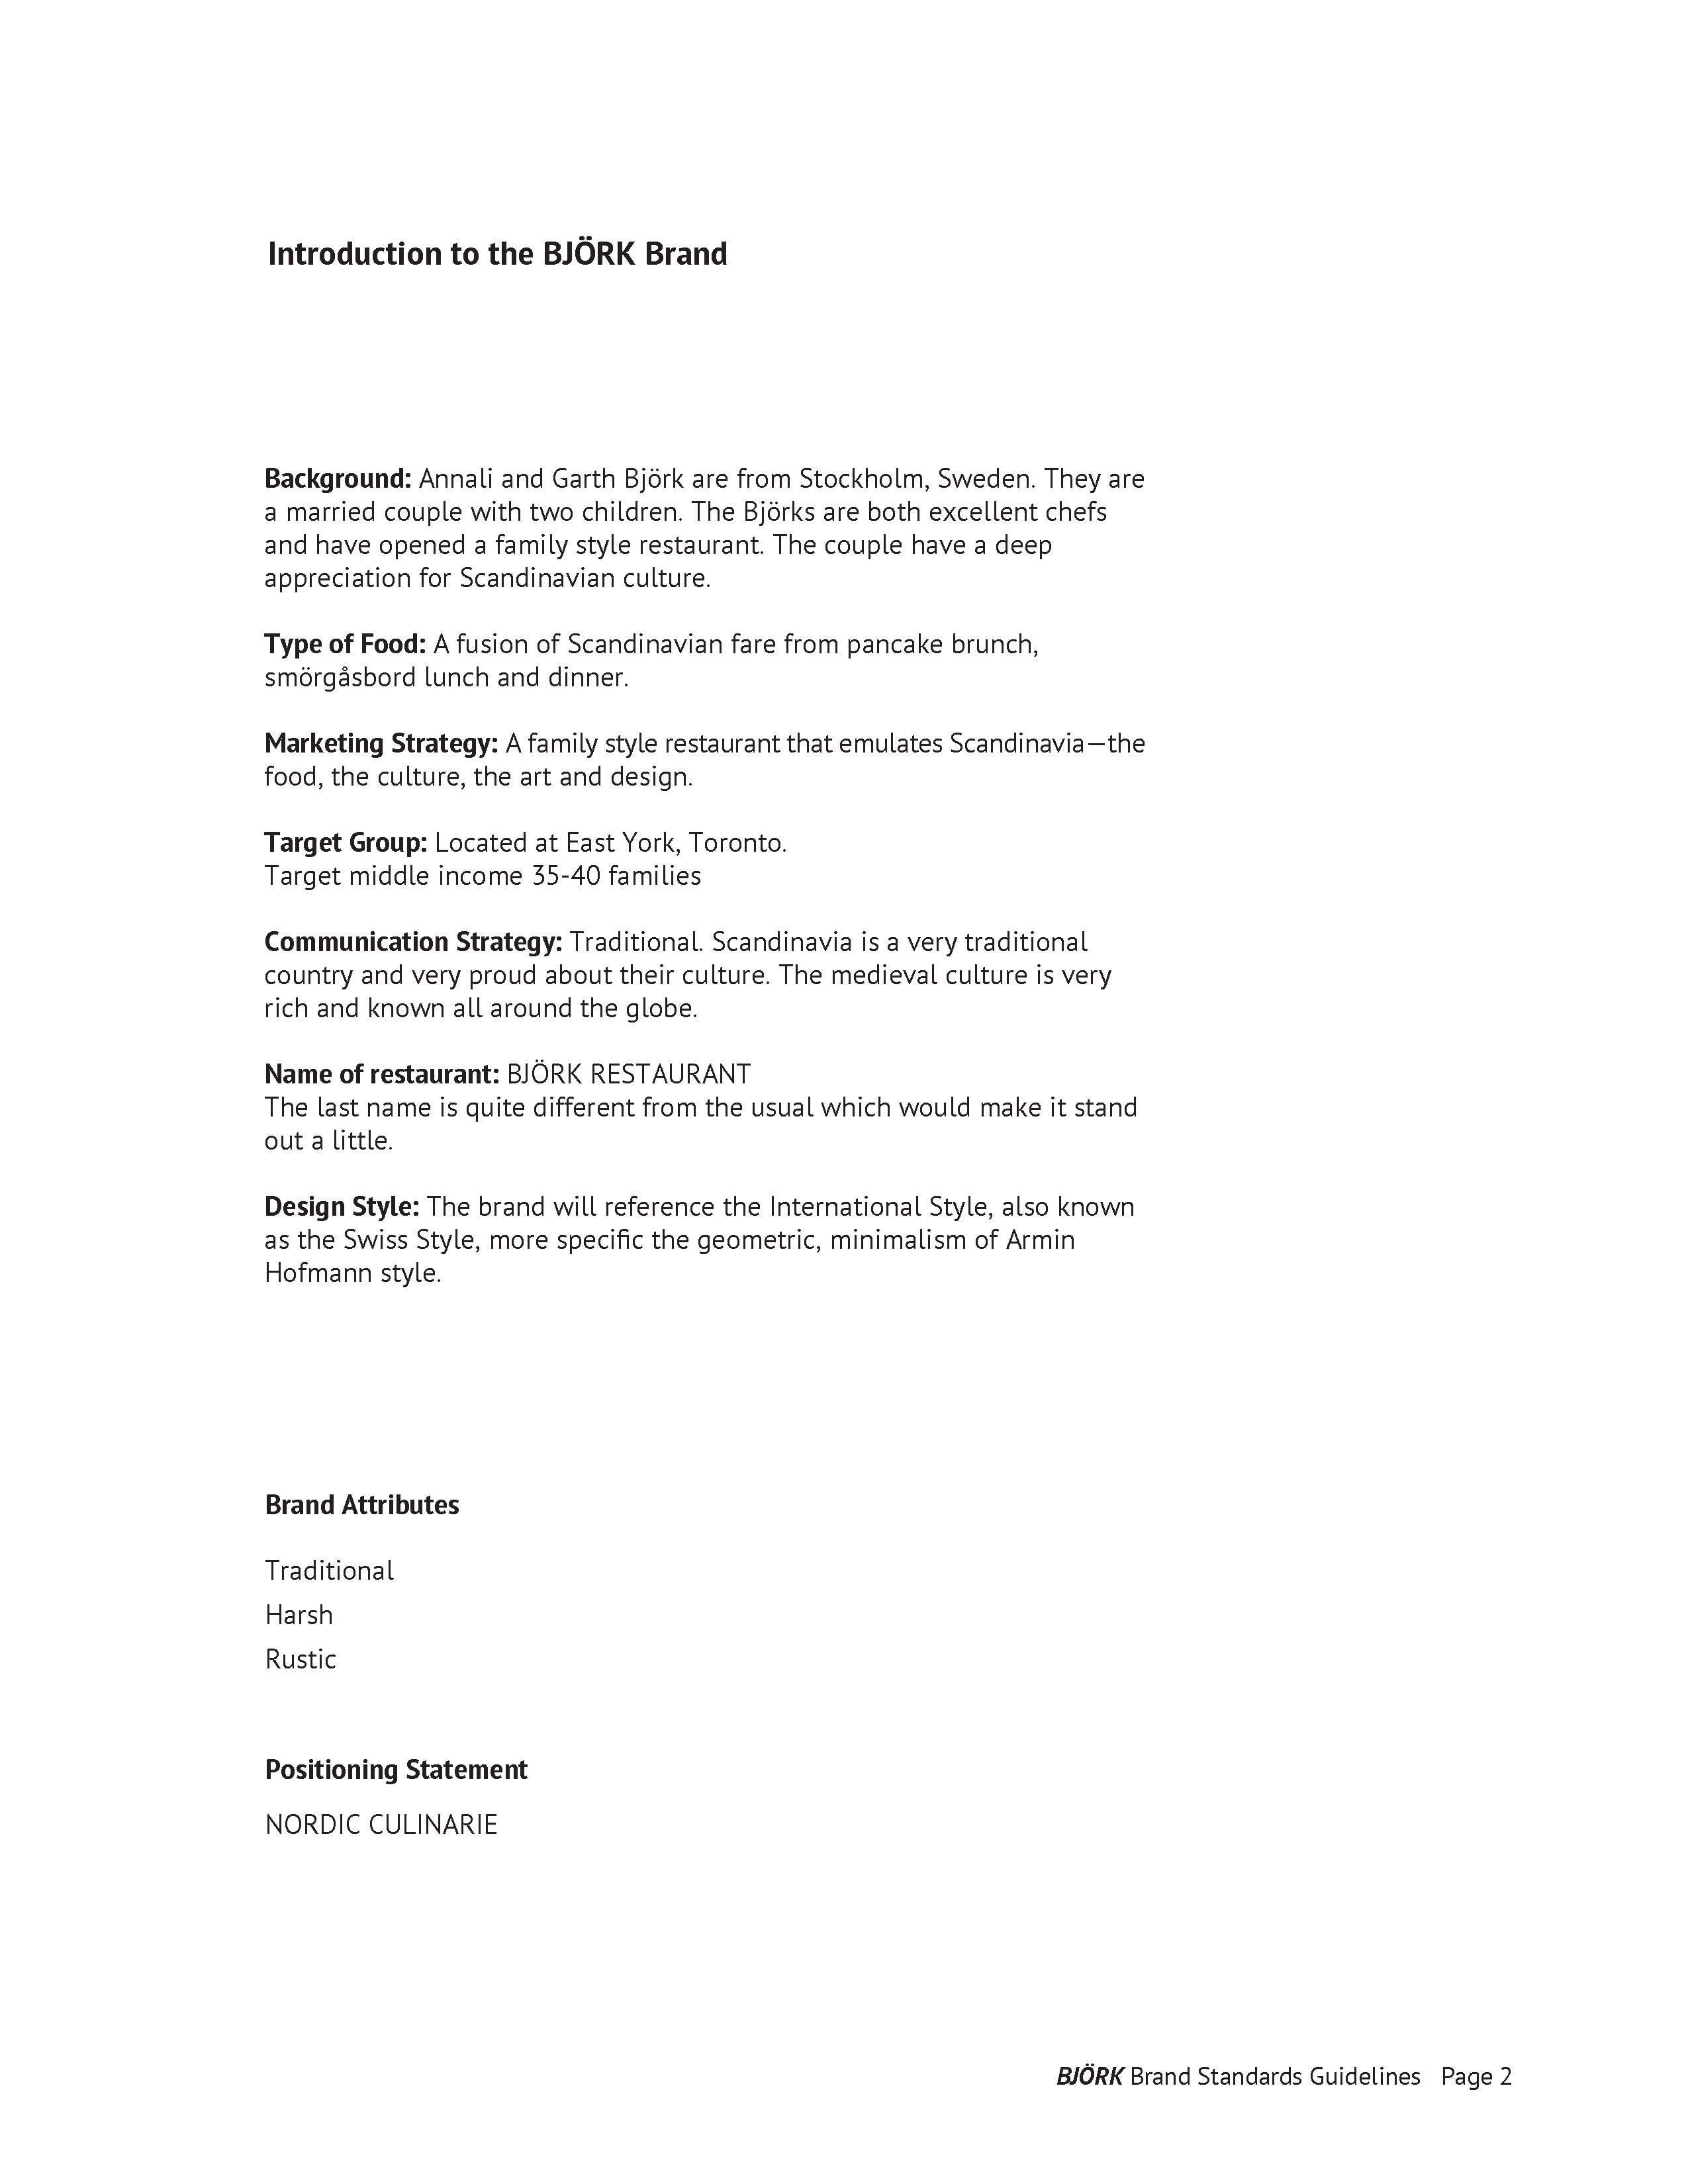 Introduction to the BJÖRK Brand
Background: Annali and Garth Björk are from Stockholm, Sweden. They are
a married couple with two children. The Björks are both excellent chefs
and have opened a family style restaurant. The couple have a deep
appreciation for Scandinavian culture.
Type of Food: A fusion of Scandinavian fare from pancake brunch,
smörgåsbord lunch and dinner.
Marketing Strategy: A family style restaurant that emulates Scandinavia—the
food, the culture, the art and design.
Target Group: Located at East York, Toronto.
Target middle income 35-40 families
Communication Strategy: Traditional. Scandinavia is a very traditional
country and very proud about their culture. The medieval culture is very
rich and known all around the globe.
Name of restaurant: BJÖRK RESTAURANT
The last name is quite different from the usual which would make it stand
out a little.
Design Style: The brand will reference the International Style, also known
as the Swiss Style, more specific the geometric, minimalism of Armin
Hofmann style.
Brand Attributes
Traditional
Harsh
Rustic
Positioning Statement
NORDIC CULINARIE
BJÖRK Brand Standards Guidelines Page 2